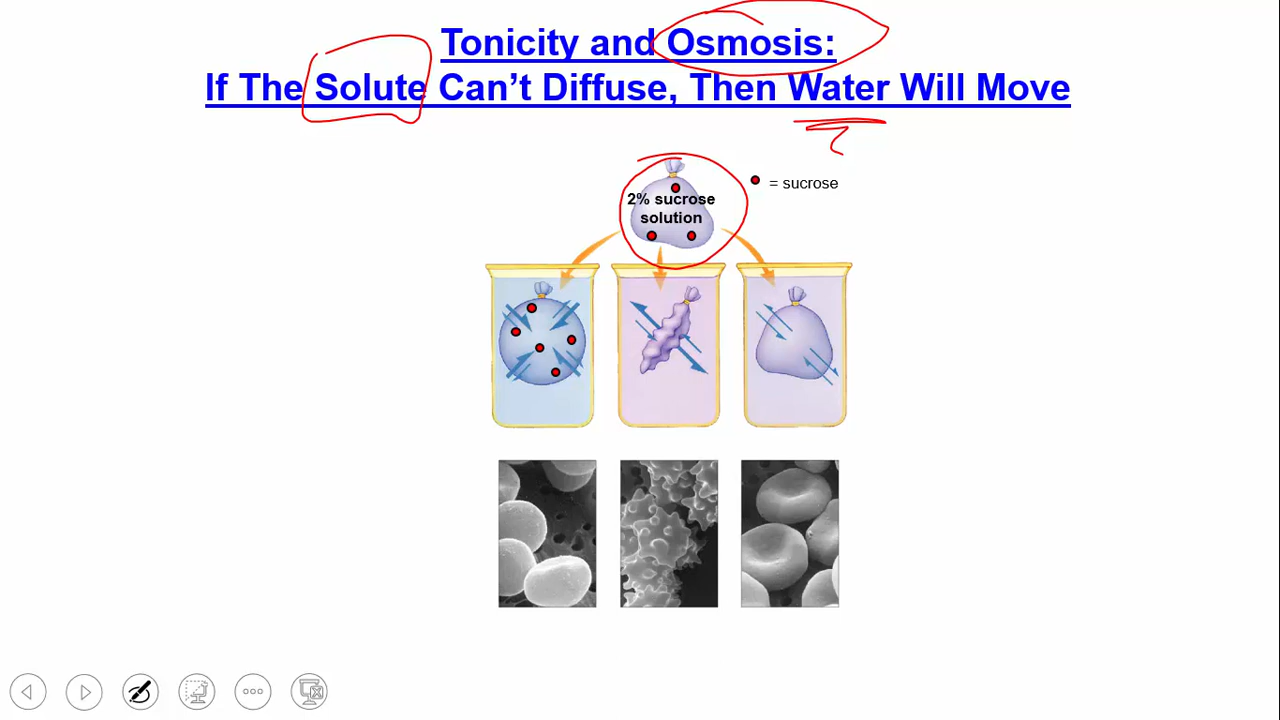 Tonicity and Osmosis:
If The Solute Can’t Diffuse, Then Water Will Move
= sucrose
2% sucrose
solution